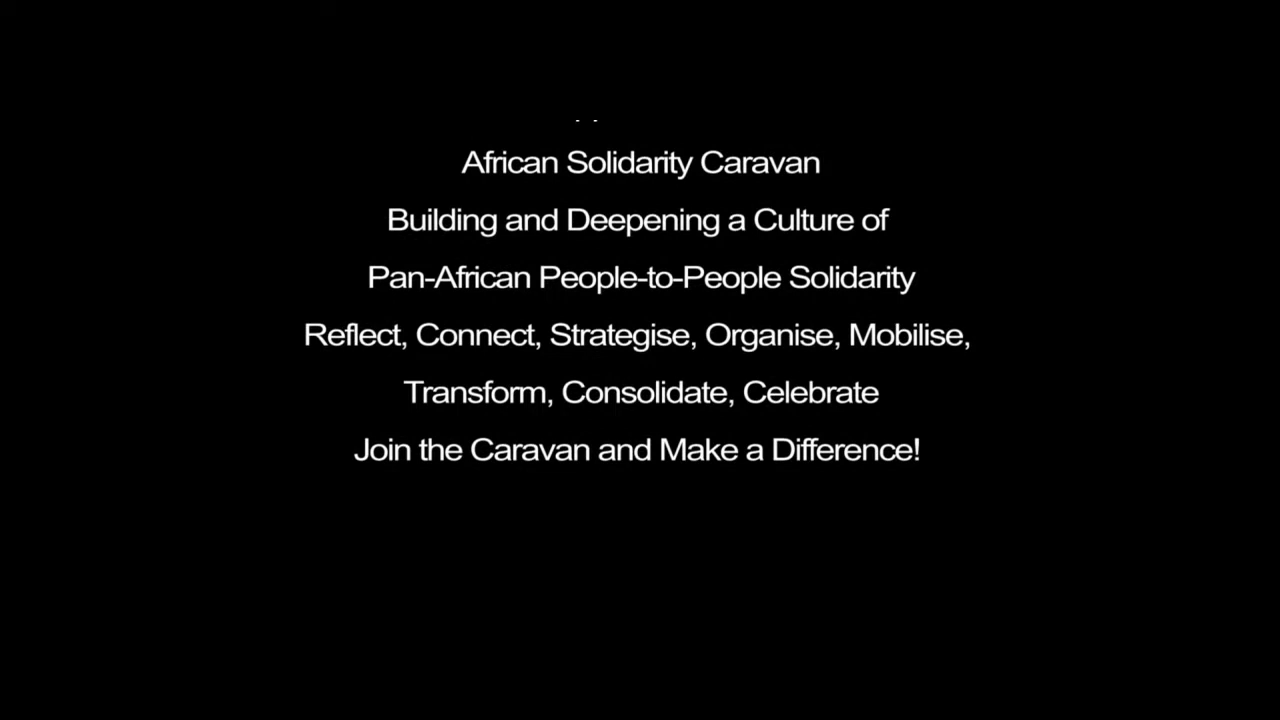 African Solidarity Caravan
Building and Deepening a Culture of
Pan-African People-to-People Solidarity
Reflect, Connect, Strategise, Organise, Mobilise,
Transform, Consolidate, Celebrate
Join the Caravan and Make a Difference!